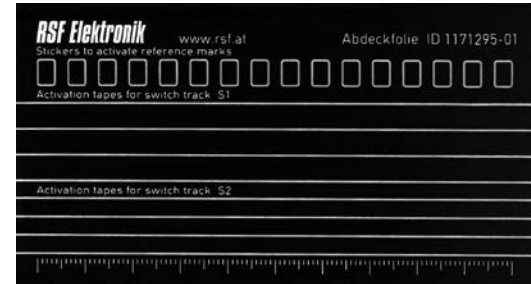 RSF Elektronik www.rsf.at Abdeckfolie ID 1171295-01
Stickers to activate reference marks
Activation tapes for switch track S1
Activation tapes for switch track S2